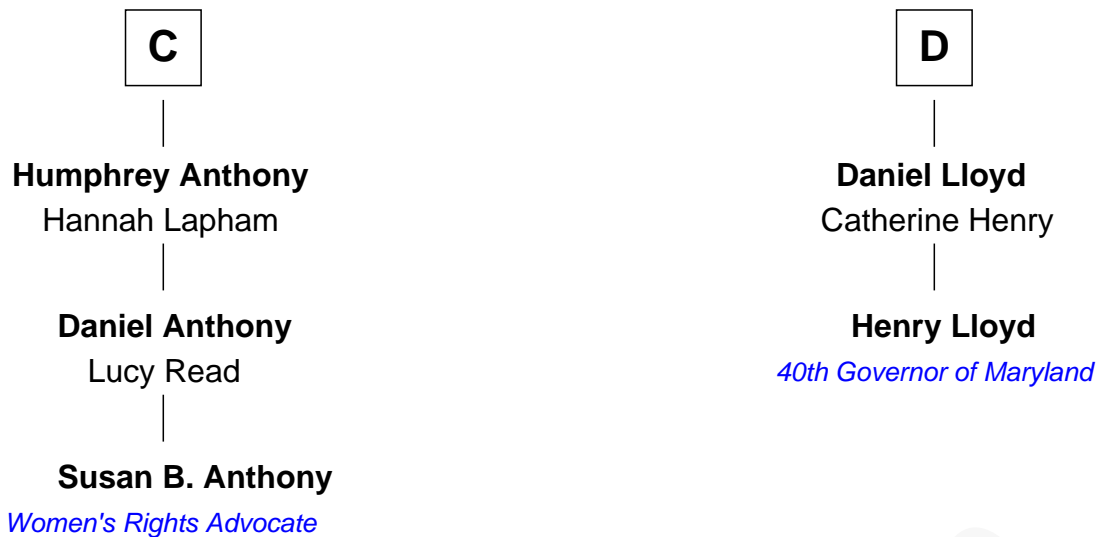 C
Humphrey Anthony
Hannah Lapham
Daniel Anthony
Lucy Read
Susan B. Anthony
Women's Rights Advocate
D
Daniel Lloyd
Catherine Henry
Henry Lloyd
40th Governor of Maryland